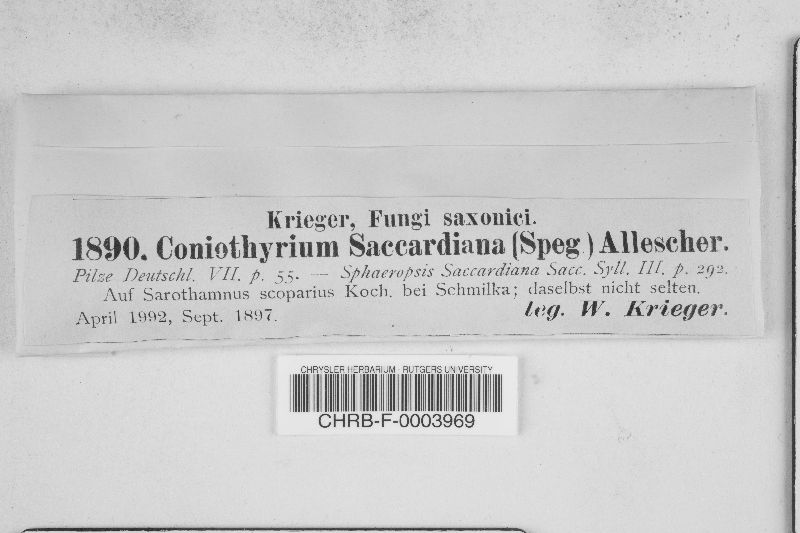 Krieger, Fungi saxonici.
1890. Coniothyrium Saccardiana (Speg.) Allescher.
Pilze Deutschl. VII. p. 55. — Sphaeropsis Saccardiana Sacc. Syll. III. p. 292.
Auf Sarothamnus scoparius Koch. bei Schmilka; daselbst nicht selten.
April 1992, Sept. 1897.
leg. W. Krieger.
CHRYSLER HERBARIUM - RUTGERS UNIVERSITY
CHRB-F-0003969